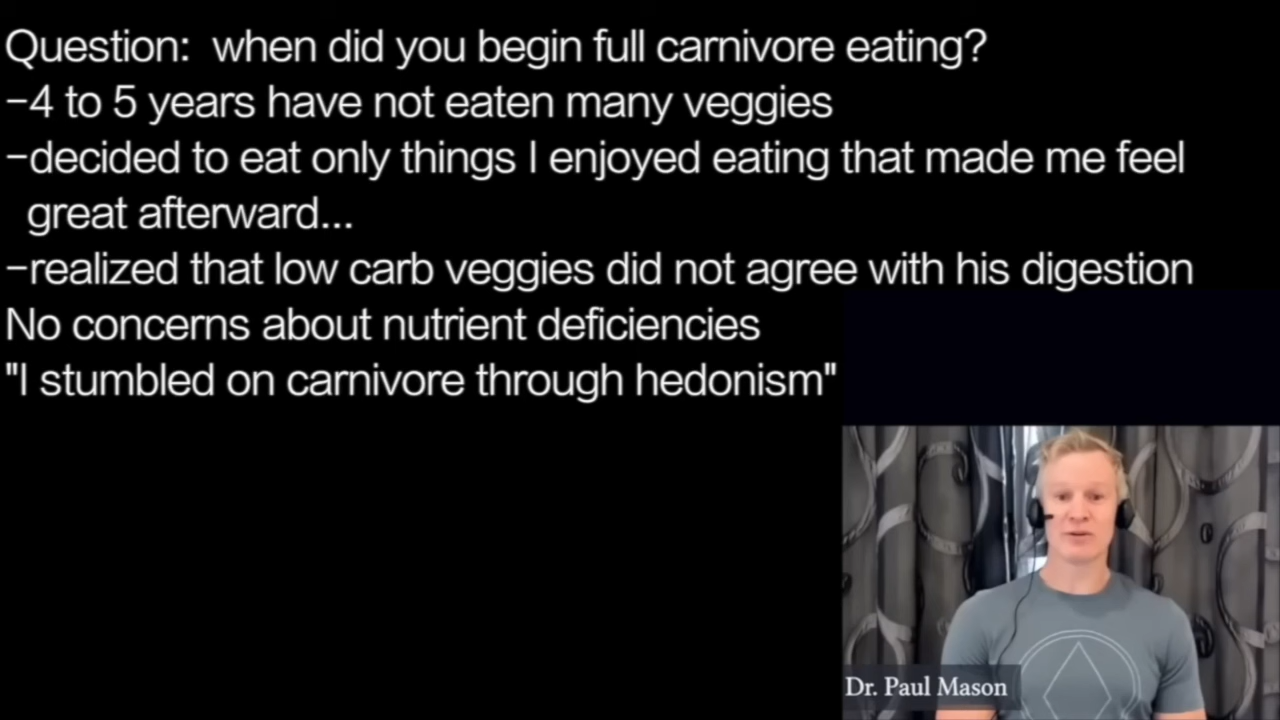 Question:  when did you begin full carnivore eating?
−4 to 5 years have not eaten many veggies
−decided to eat only things I enjoyed eating that made me feel
great afterward...
−realized that low carb veggies did not agree with his digestion
No concerns about nutrient deficiencies
"I stumbled on carnivore through hedonism"
Dr. Paul Mason